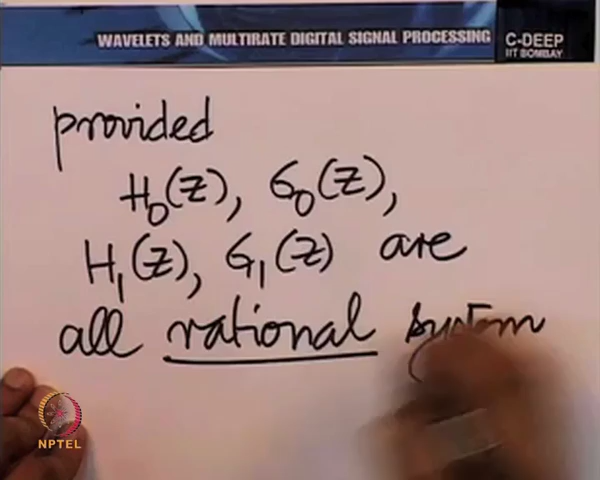 WAVELETS AND MULTIRATE DIGITAL SIGNAL PROCESSING
C-DEEP
IIT BOMBAY
provided
H₀(Z), G₀(Z),
H₁(Z), G₁(Z) are
all rational system
NPTEL